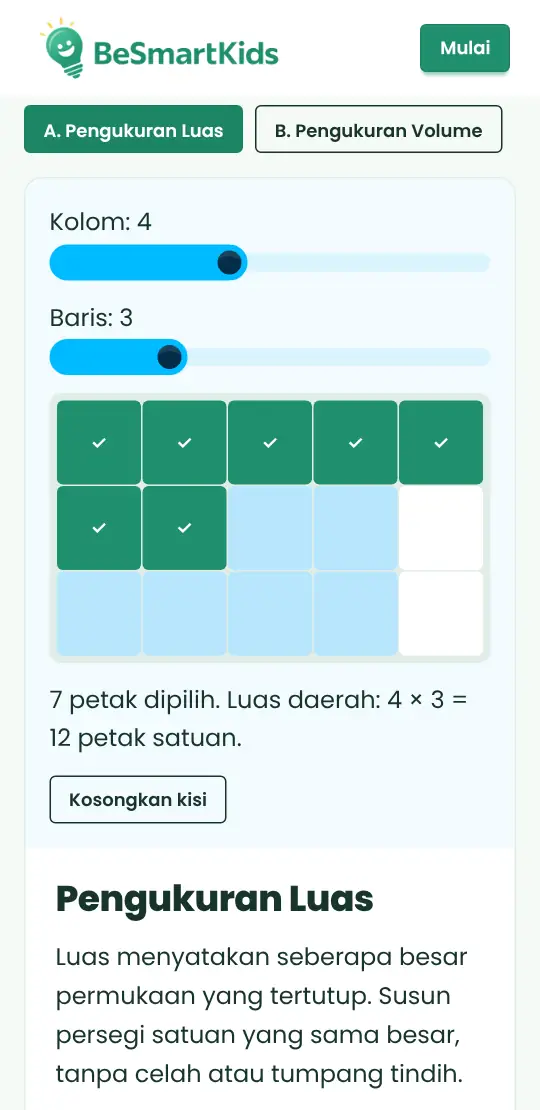 BeSmartKids
Mulai
A. Pengukuran Luas
B. Pengukuran Volume
Kolom: 4
Baris: 3
✓ ✓ ✓ ✓ ✓
✓ ✓
7 petak dipilih. Luas daerah: 4 × 3 =
12 petak satuan.
Kosongkan kisi
Pengukuran Luas
Luas menyatakan seberapa besar
permukaan yang tertutup. Susun
persegi satuan yang sama besar,
tanpa celah atau tumpang tindih.